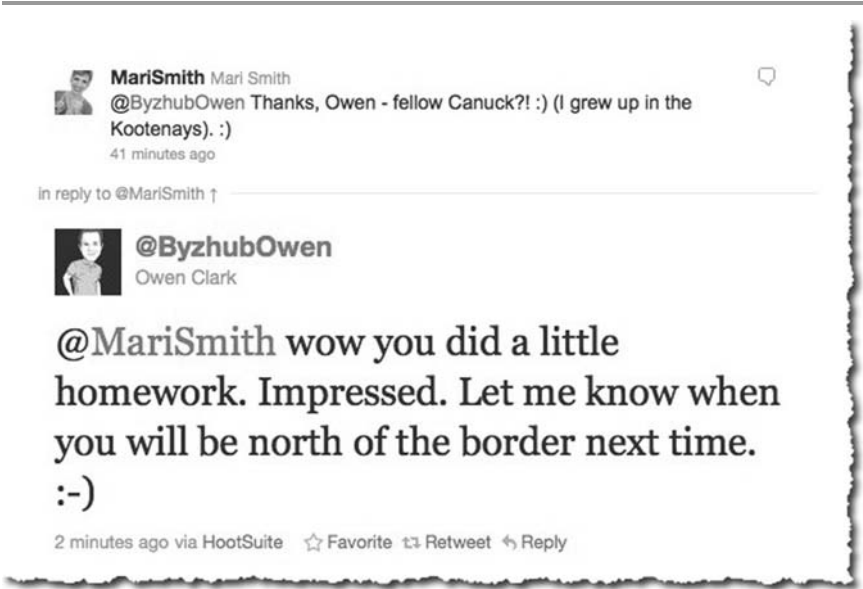 MariSmith Mari Smith
@ByzhubOwen Thanks, Owen - fellow Canuck?! :) (I grew up in the
Kootenays). :)
41 minutes ago
in reply to @MariSmith ↑
@ByzhubOwen
Owen Clark
@MariSmith wow you did a little
homework. Impressed. Let me know when
you will be north of the border next time.
:-)
2 minutes ago via HootSuite Favorite Retweet Reply